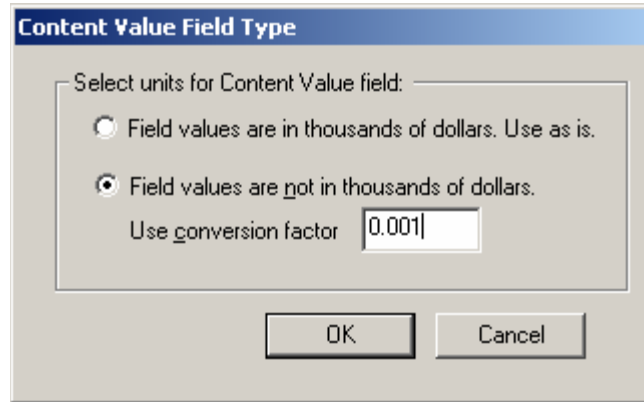 Content Value Field Type
Select units for Content Value field:
Field values are in thousands of dollars. Use as is.
Field values are not in thousands of dollars.
Use conversion factor 0.001
OK Cancel